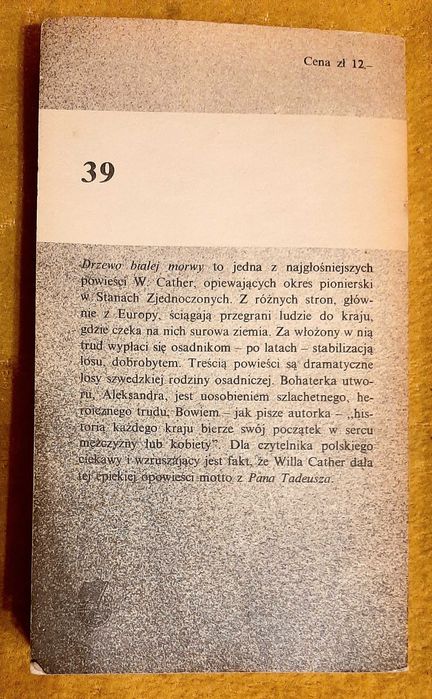 Cena zł 12.–
39
Drzewo białej morwy to jedna z najgłośniejszych
powieści W. Cather, opiewających okres pionierski
w Stanach Zjednoczonych. Z różnych stron, głów-
nie z Europy, ściągają przegrani ludzie do kraju,
gdzie czeka na nich surowa ziemia. Za włożony w nią
trud wypłaci się osadnikom – po latach – stabilizacją
losu, dobrobytem. Treścią powieści są dramatyczne
losy szwedzkiej rodziny osadniczej. Bohaterka utwo-
ru, Aleksandra, jest uosobieniem szlachetnego, he-
roicznego trudu. Bowiem – jak pisze autorka – „his-
toria każdego kraju bierze swój początek w sercu
mężczyzny lub kobiety”. Dla czytelnika polskiego
ciekawy i wzruszający jest fakt, że Willa Cather dała
tej epickiej opowieści motto z Pana Tadeusza.